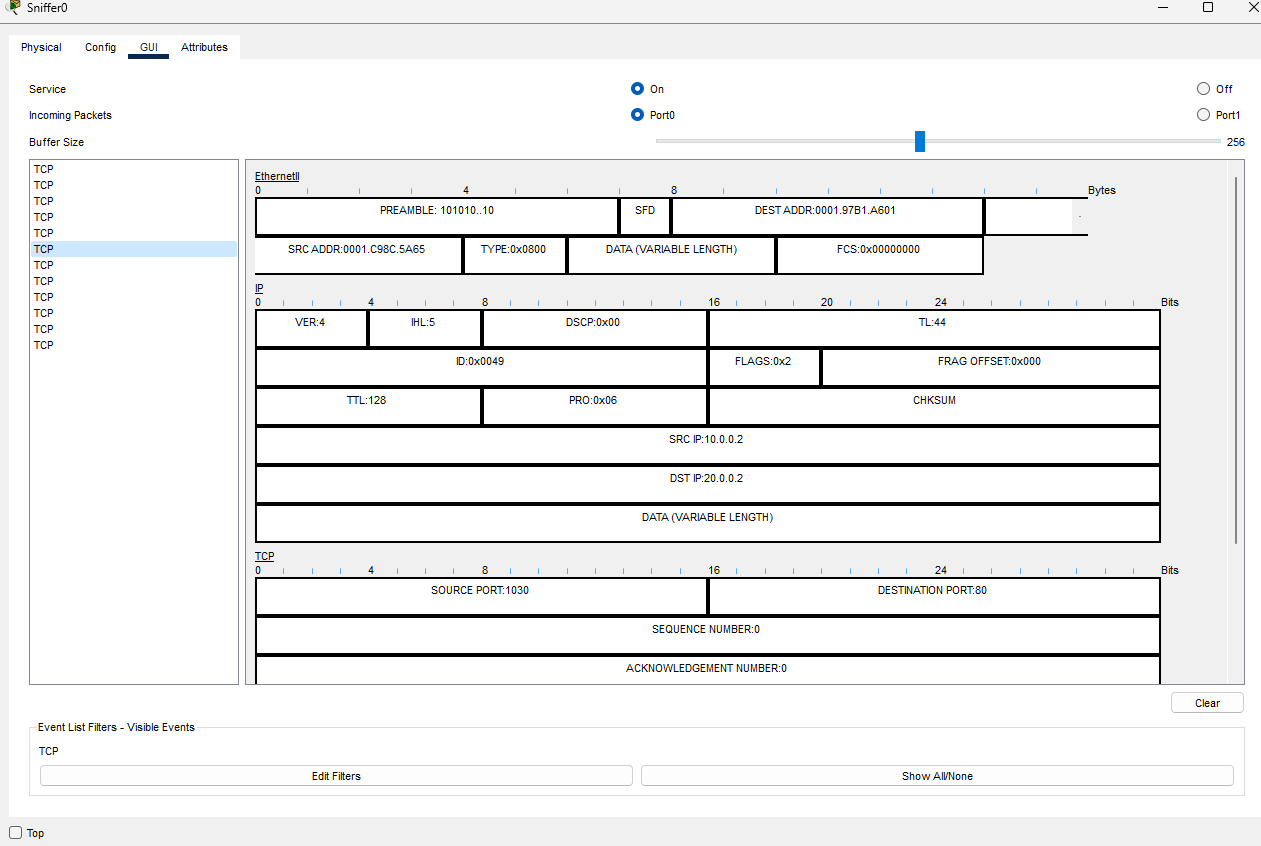 Sniffer0
Physical Config GUI Attributes
Service On Off
Incoming Packets Port0 Port1
Buffer Size 256
TCP
TCP
TCP
TCP
TCP
TCP
TCP
TCP
TCP
TCP
TCP
TCP
EthernetII
0 4 8 Bytes
PREAMBLE: 101010..10 SFD DEST ADDR:0001.97B1.A601
SRC ADDR:0001.C98C.5A65 TYPE:0x0800 DATA (VARIABLE LENGTH) FCS:0x00000000
IP
0 4 8 16 20 24 Bits
VER:4 IHL:5 DSCP:0x00 TL:44
ID:0x0049 FLAGS:0x2 FRAG OFFSET:0x000
TTL:128 PRO:0x06 CHKSUM
SRC IP:10.0.0.2
DST IP:20.0.0.2
DATA (VARIABLE LENGTH)
TCP
0 4 8 16 24 Bits
SOURCE PORT:1030 DESTINATION PORT:80
SEQUENCE NUMBER:0
ACKNOWLEDGEMENT NUMBER:0
Clear
Event List Filters - Visible Events
TCP
Edit Filters Show All/None
Top